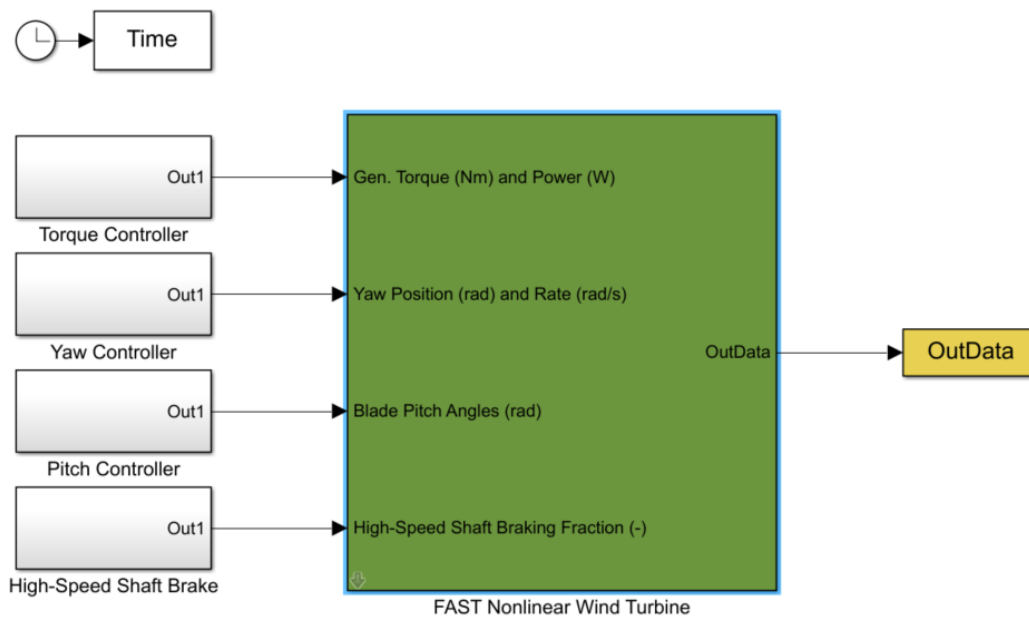 Time
Out1
Gen. Torque (Nm) and Power (W)
Torque Controller
Out1
Yaw Position (rad) and Rate (rad/s)
Yaw Controller
OutData
OutData
Out1
Blade Pitch Angles (rad)
Pitch Controller
Out1
High-Speed Shaft Braking Fraction (-)
High-Speed Shaft Brake
FAST Nonlinear Wind Turbine